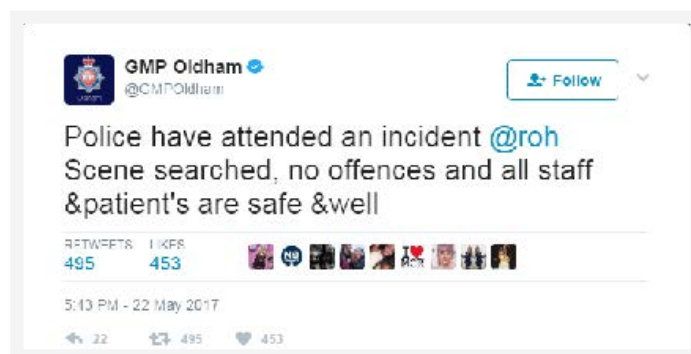 GMP Oldham
@GMPOldham
Follow
Police have attended an incident @roh
Scene searched, no offences and all staff
&patient's are safe &well
RETWEETS LIKES
495 453
5:43 PM - 22 May 2017
22 495 453